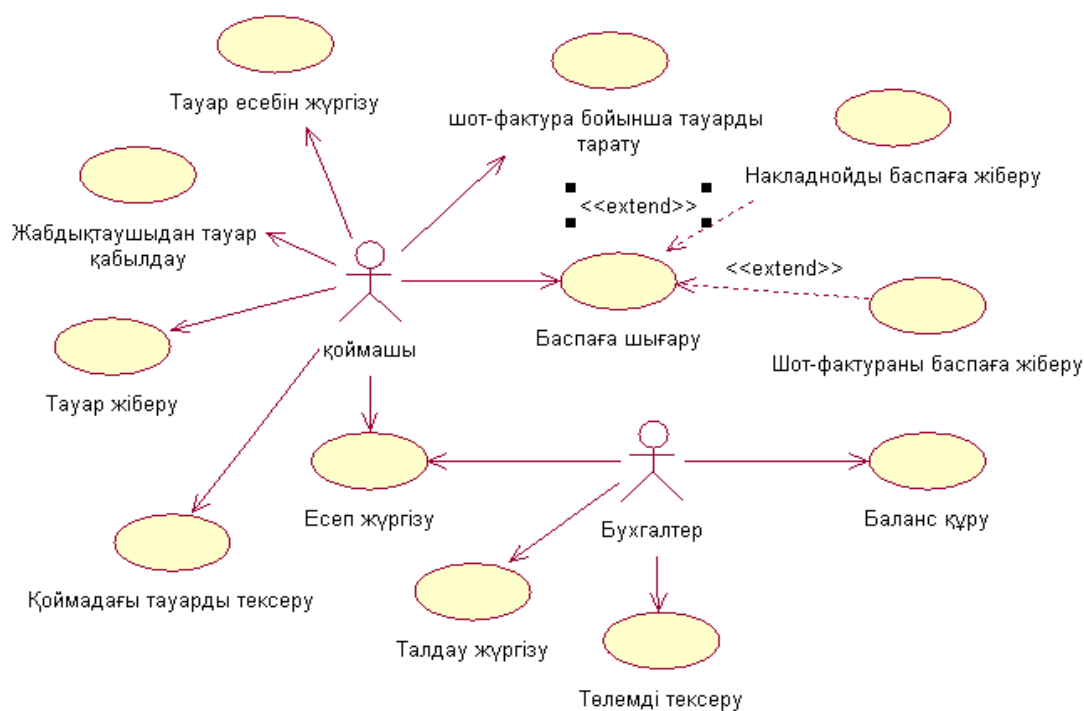 Тауар есебін жүргізу
шот-фактура бойынша тауарды
тарату
Накладнойды баспаға жіберу
<<extend>>
Жабдықтаушыдан тауар
қабылдау
<<extend>>
Баспаға шығару
қоймашы
Шот-фактураны баспаға жіберу
Тауар жіберу
Есеп жүргізу
Бухгалтер
Баланс құру
Қоймадағы тауарды тексеру
Талдау жүргізу
Төлемді тексеру